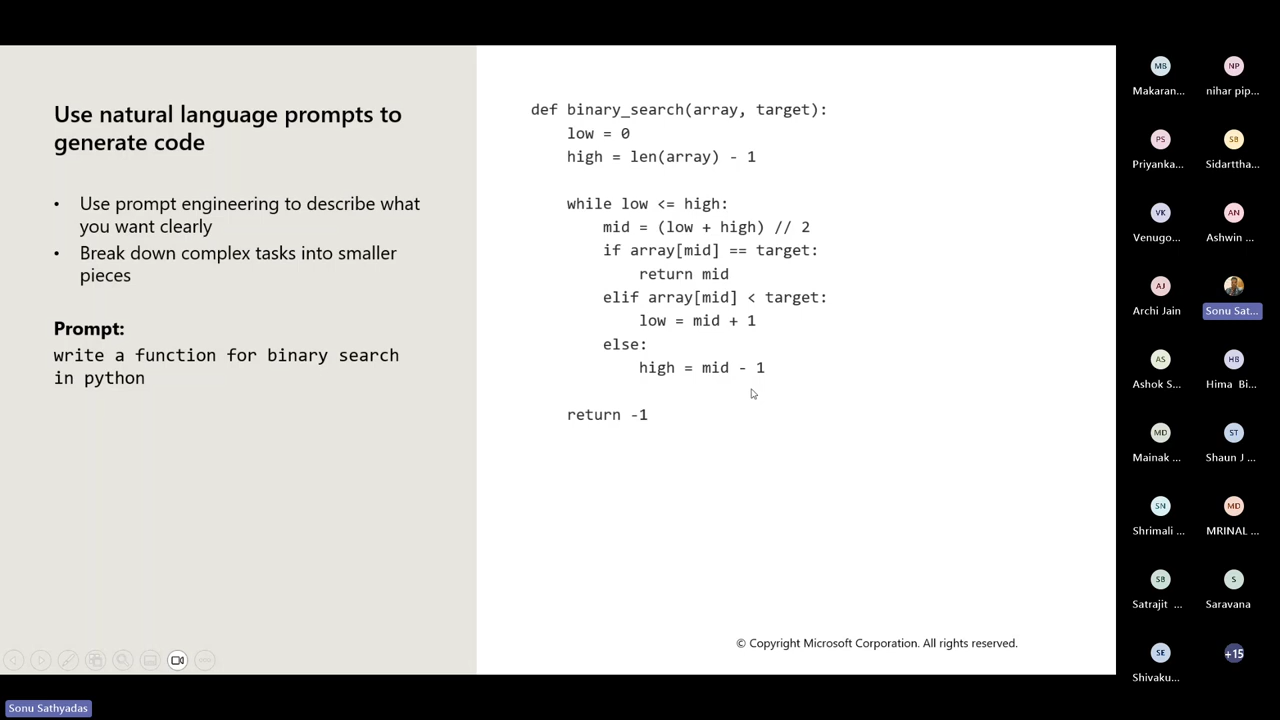 Use natural language prompts to
generate code
• Use prompt engineering to describe what
you want clearly
• Break down complex tasks into smaller
pieces
Prompt:
write a function for binary search
in python
def binary_search(array, target):
    low = 0
    high = len(array) - 1
    while low <= high:
        mid = (low + high) // 2
        if array[mid] == target:
            return mid
        elif array[mid] < target:
            low = mid + 1
        else:
            high = mid - 1
    return -1
© Copyright Microsoft Corporation. All rights reserved.
MB
Makaran...
NP
nihar pip...
PS
Priyanka...
SB
Sidarttha...
VK
Venugo...
AN
Ashwin ...
AJ
Archi Jain
Sonu Sat...
AS
Ashok S...
HB
Hima Bi...
MD
Mainak ...
ST
Shaun J ...
SN
Shrimali ...
MD
MRINAL ...
SB
Satrajit ...
S
Saravana
SE
Shivaku...
+15
Sonu Sathyadas